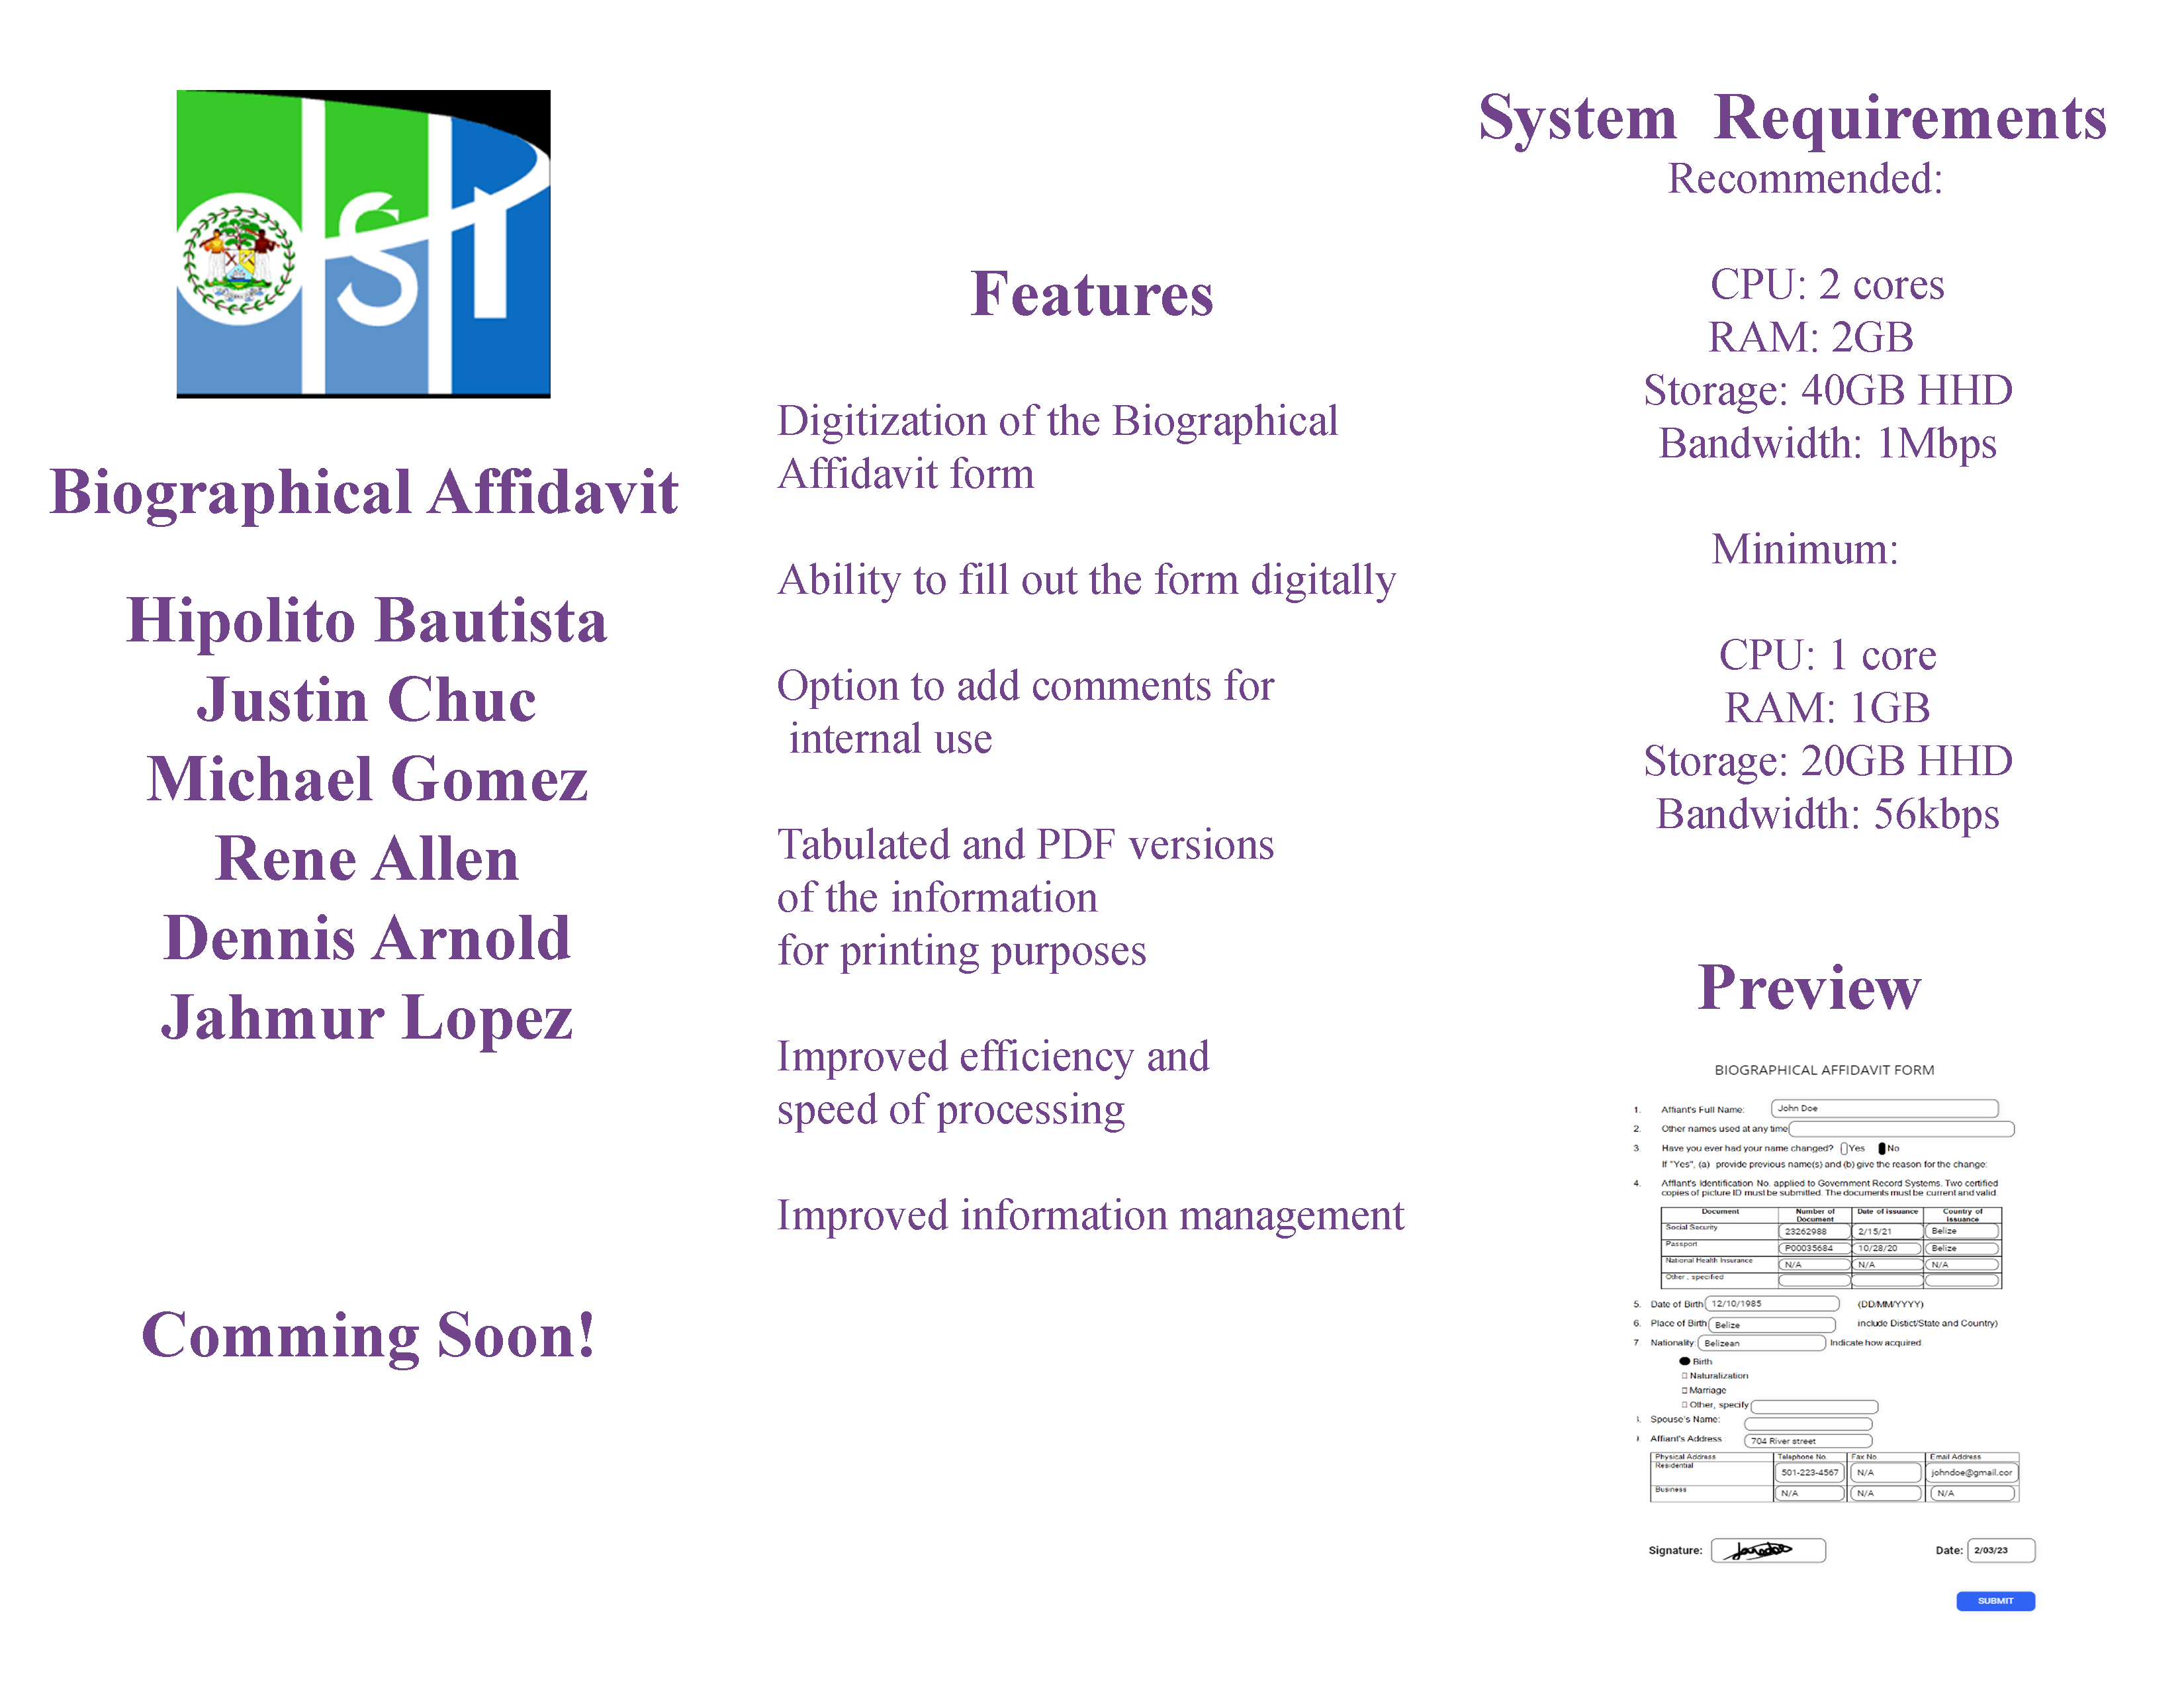 OSIPP
Biographical Affidavit
Hipolito Bautista
Justin Chuc
Michael Gomez
Rene Allen
Dennis Arnold
Jahmur Lopez
Comming Soon!
Features
Digitization of the Biographical
Affidavit form
Ability to fill out the form digitally
Option to add comments for
internal use
Tabulated and PDF versions
of the information
for printing purposes
Improved efficiency and
speed of processing
Improved information management
System Requirements
Recommended:
CPU: 2 cores
RAM: 2GB
Storage: 40GB HHD
Bandwidth: 1Mbps
Minimum:
CPU: 1 core
RAM: 1GB
Storage: 20GB HHD
Bandwidth: 56kbps
Preview
BIOGRAPHICAL AFFIDAVIT FORM
1. Affiant's Full Name: John Doe
2. Other names used at any time
3. Have you ever had your name changed? Yes No
If "Yes", (a) provide previous name(s) and (b) give the reason for the change:
4. Affiant's Identification No. applied to Government Record Systems. Two certified
copies of picture ID must be submitted. The documents must be current and valid.
Document Number of Document Date of issuance Country of issuance
Social Security 23262988 2/15/21 Belize
Passport P00035684 10/28/20 Belize
National Health Insurance N/A N/A N/A
Other , specified
5. Date of Birth 12/10/1985 (DD/MM/YYYY)
6. Place of Birth Belize include Distict/State and Country)
7. Nationality: Belizean Indicate how acquired.
Birth
Naturalization
Marriage
Other, specify
Spouse's Name:
Affiant's Address : 704 River street
Physical Address Telephone No. Fax No Email Address
Residential 501-223-4567 N/A johndoe@gmail.cor
Business N/A N/A N/A
Signature: Date: 2/03/23
SUBMIT